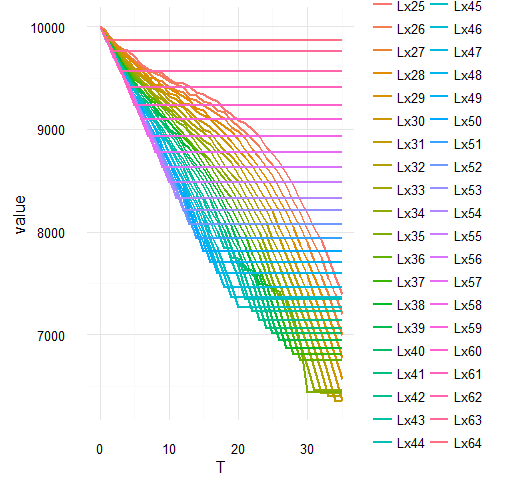 Lx25 Lx45
10000
Lx26 Lx46
Lx27 Lx47
Lx28 Lx48
Lx29 Lx49
9000
Lx30 Lx50
Lx31 Lx51
Lx32 Lx52
Lx33 Lx53
value
Lx34 Lx54
8000
Lx35 Lx55
Lx36 Lx56
Lx37 Lx57
Lx38 Lx58
7000
Lx39 Lx59
Lx40 Lx60
Lx41 Lx61
Lx42 Lx62
Lx43 Lx63
Lx44 Lx64
0 10 20 30
T